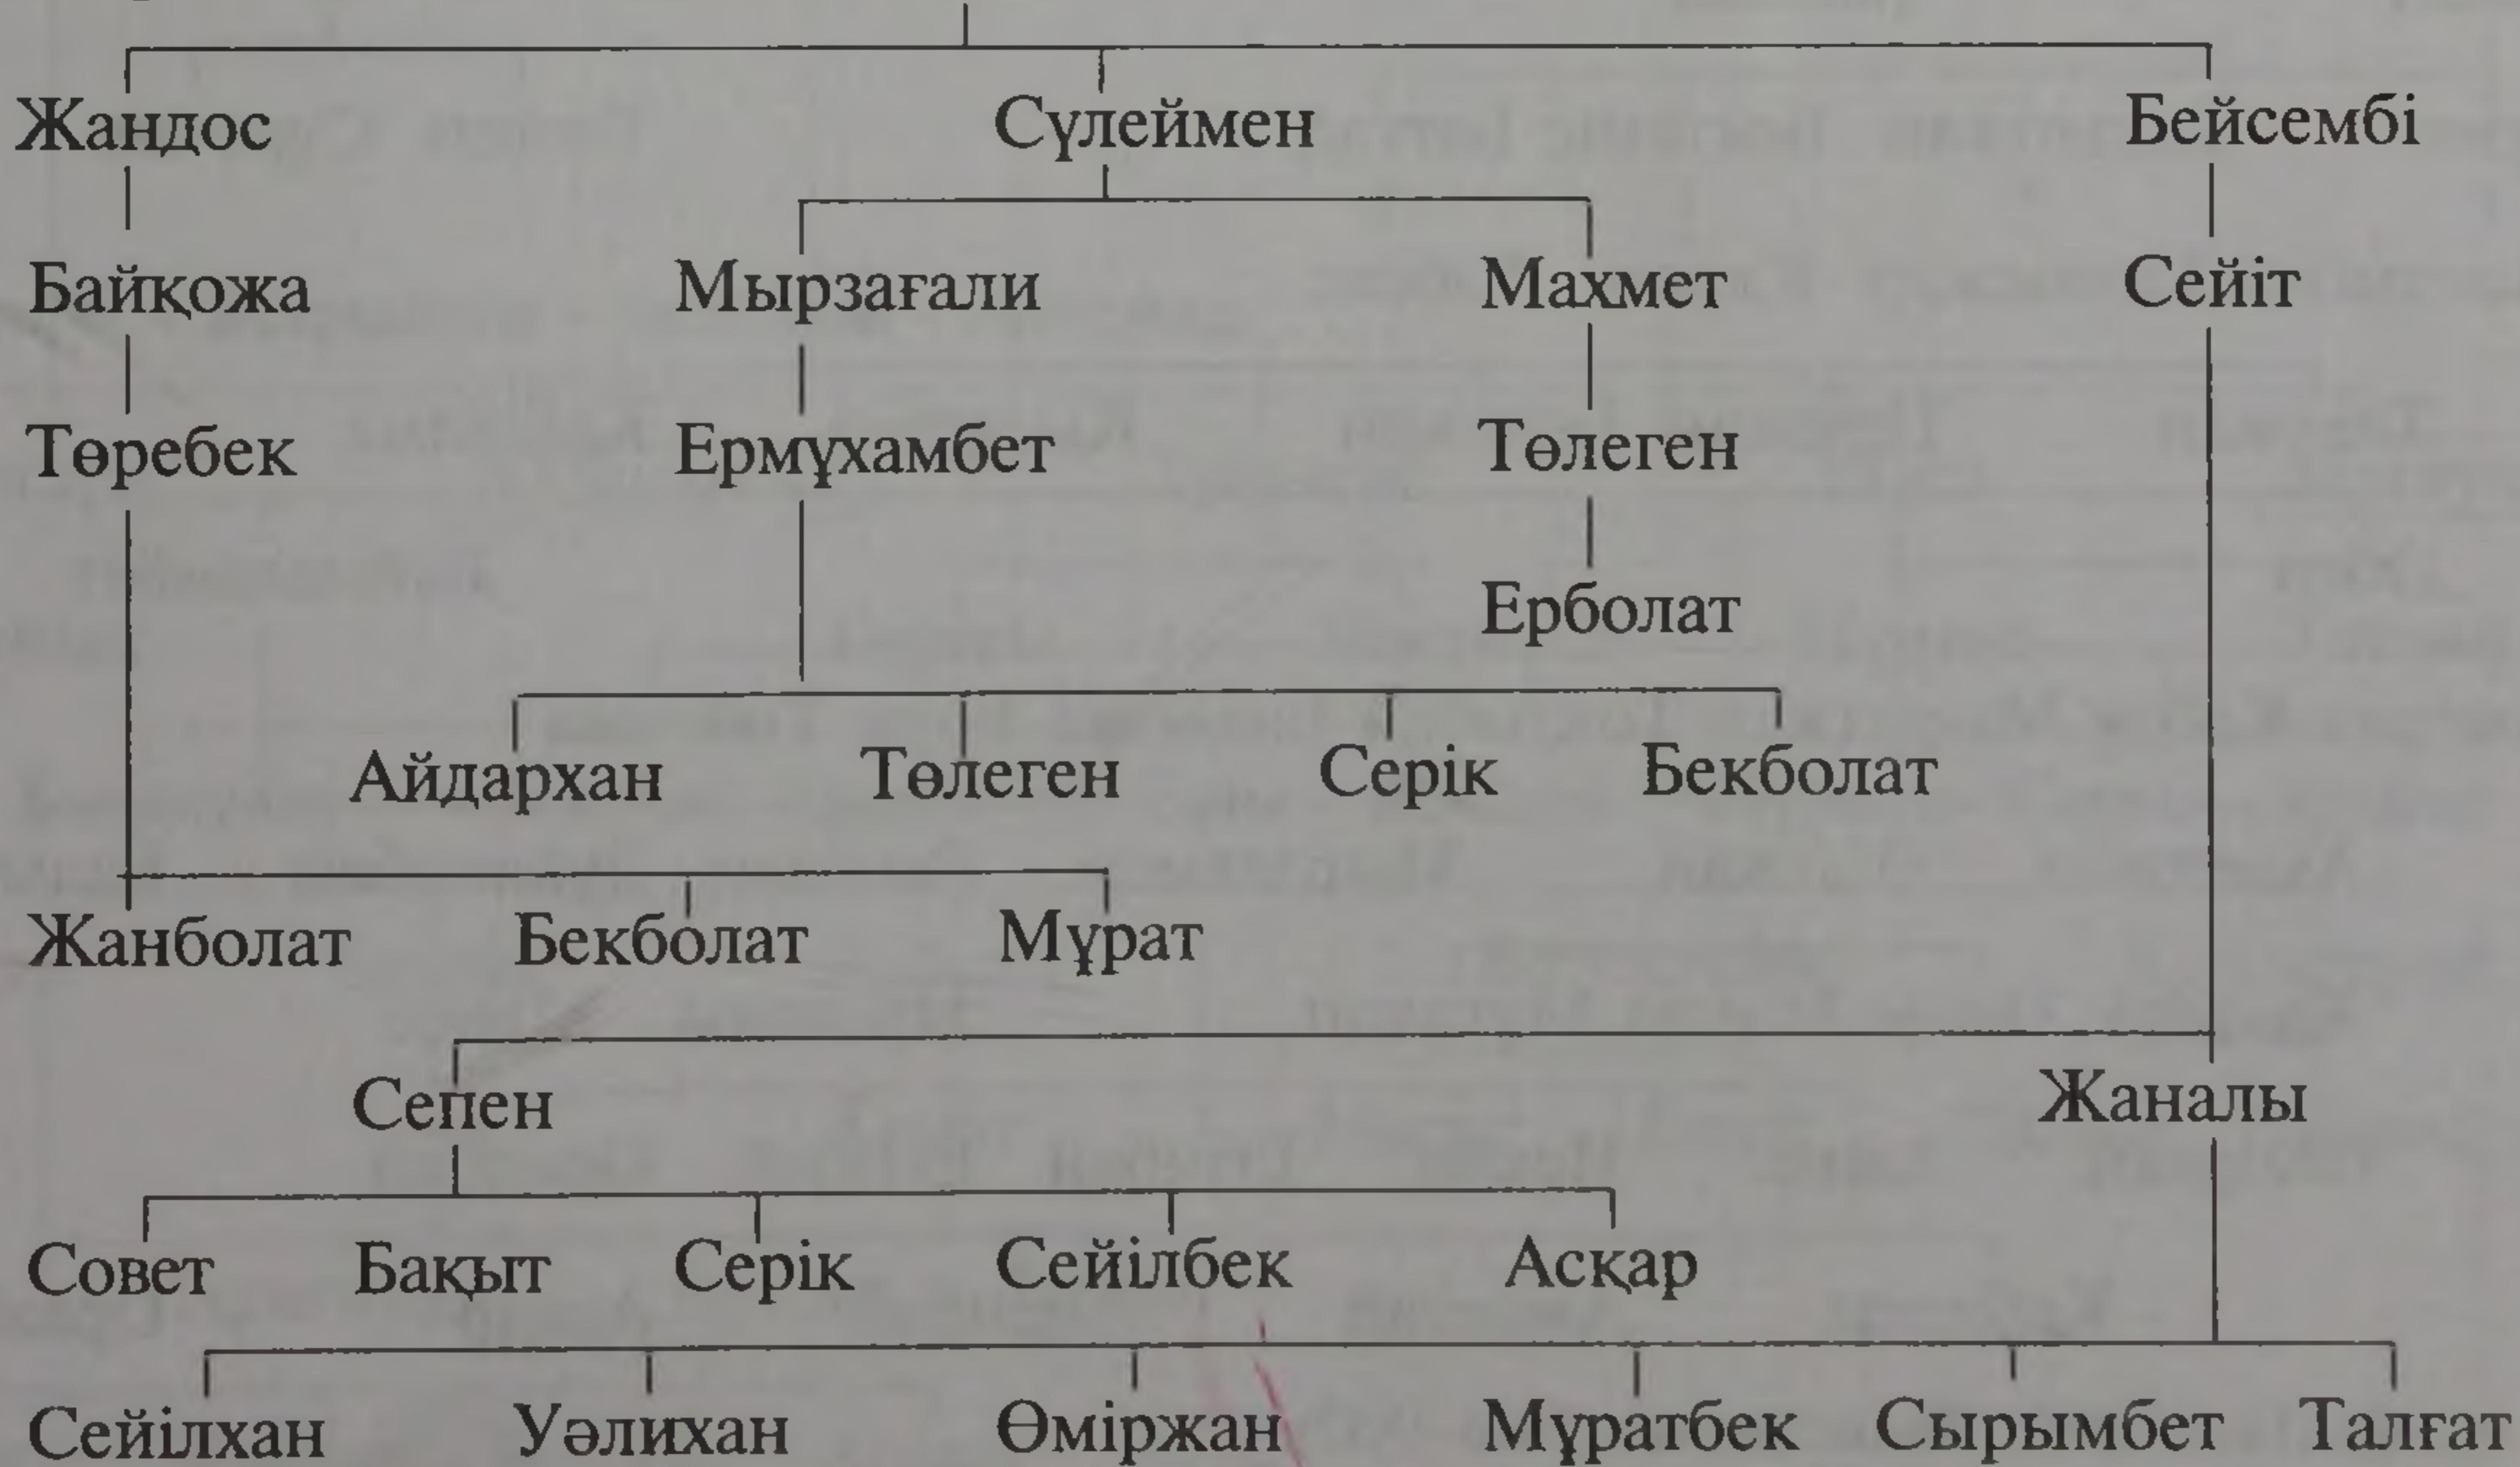 Жандос Сүлеймен Бейсембі
Байқожа Мырзағали Махмет Сейіт
Төребек Ермұхамбет Төлеген
Ерболат
Айдархан Төлеген Серік Бекболат
Жанболат Бекболат Мұрат
Сепен Жаналы
Совет Бақыт Серік Сейілбек Асқар
Сейілхан Уәлихан Өміржан Мұратбек Сырымбет Талғат